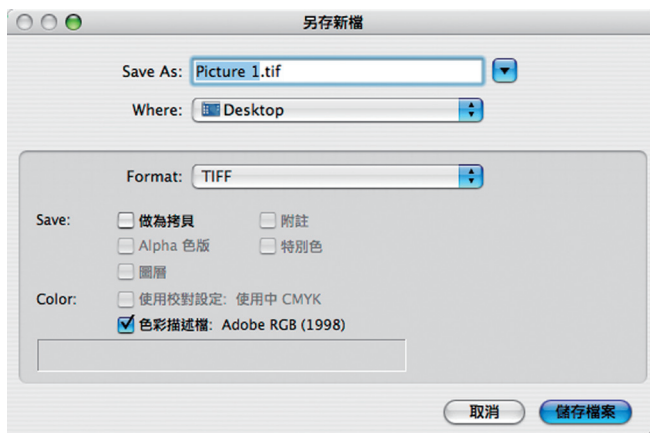 另存新檔
Save As: Picture 1.tif
Where: Desktop
Format: TIFF
Save: 做為拷貝 附註
Alpha 色版 特別色
圖層
Color: 使用校對設定: 使用中 CMYK
色彩描述檔: Adobe RGB (1998)
取消 儲存檔案